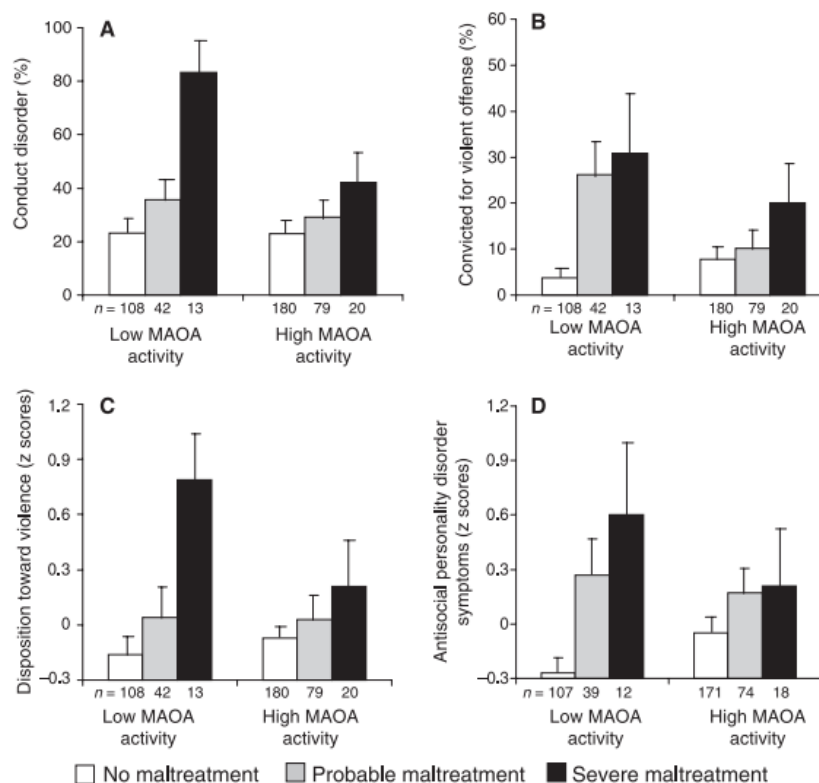 A
Conduct disorder (%)
100
80
60
40
20
0
n = 108 42 13 180 79 20
Low MAOA activity
High MAOA activity
B
Convicted for violent offense (%)
60
50
40
30
20
10
0
n = 108 42 13 180 79 20
Low MAOA activity
High MAOA activity
C
Disposition toward violence (z scores)
1.2
0.9
0.6
0.3
0
–0.3
n = 108 42 13 180 79 20
Low MAOA activity
High MAOA activity
D
Antisocial personality disorder
symptoms (z scores)
1.2
0.9
0.6
0.3
0
–0.3
n = 107 39 12 171 74 18
Low MAOA activity
High MAOA activity
No maltreatment Probable maltreatment Severe maltreatment